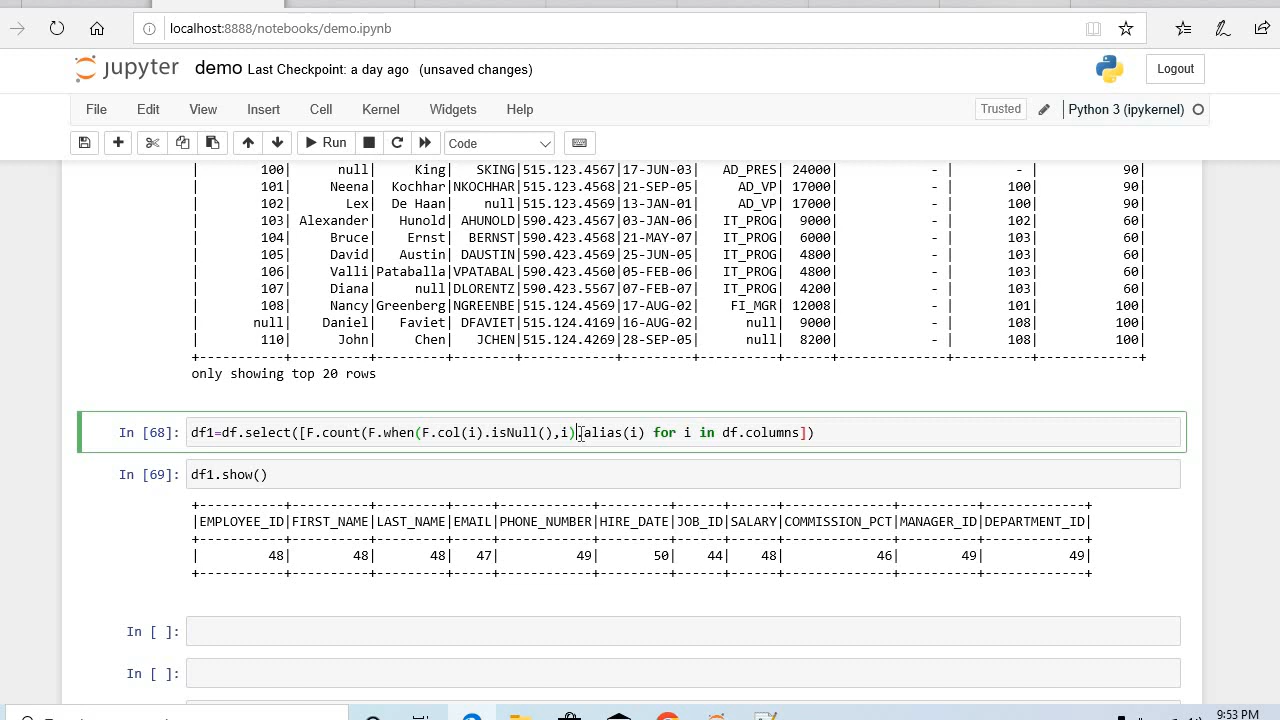 localhost:8888/notebooks/demo.ipynb
jupyter demo Last Checkpoint: a day ago (unsaved changes)
Logout
File Edit View Insert Cell Kernel Widgets Help Trusted Python 3 (ipykernel)
Run Code
| 100| null| King| SKING|515.123.4567|17-JUN-03| AD_PRES| 24000| - | - | 90|
| 101| Neena| Kochhar|NKOCHHAR|515.123.4568|21-SEP-05| AD_VP| 17000| - | 100| 90|
| 102| Lex| De Haan| null|515.123.4569|13-JAN-01| AD_VP| 17000| - | 100| 90|
| 103| Alexander| Hunold| AHUNOLD|590.423.4567|03-JAN-06| IT_PROG| 9000| - | 102| 60|
| 104| Bruce| Ernst| BERNST|590.423.4568|21-MAY-07| IT_PROG| 6000| - | 103| 60|
| 105| David| Austin| DAUSTIN|590.423.4569|25-JUN-05| IT_PROG| 4800| - | 103| 60|
| 106| Valli|Pataballa|VPATABAL|590.423.4560|05-FEB-06| IT_PROG| 4800| - | 103| 60|
| 107| Diana| null|DLORENTZ|590.423.5567|07-FEB-07| IT_PROG| 4200| - | 103| 60|
| 108| Nancy|Greenberg|NGREENBE|515.124.4569|17-AUG-02| FI_MGR| 12008| - | 101| 100|
| null| Daniel| Faviet| DFAVIET|515.124.4169|16-AUG-02| null| 9000| - | 108| 100|
| 110| John| Chen| JCHEN|515.124.4269|28-SEP-05| null| 8200| - | 108| 100|
+-----------+----------+---------+--------+------------+---------+----------+------+--------------+----------+-------------+
only showing top 20 rows
In [68]: df1=df.select([F.count(F.when(F.col(i).isNull(),i).alias(i) for i in df.columns])
In [69]: df1.show()
+-----------+----------+---------+-----+------------+---------+------+------+--------------+----------+-------------+
|EMPLOYEE_ID|FIRST_NAME|LAST_NAME|EMAIL|PHONE_NUMBER|HIRE_DATE|JOB_ID|SALARY|COMMISSION_PCT|MANAGER_ID|DEPARTMENT_ID|
+-----------+----------+---------+-----+------------+---------+------+------+--------------+----------+-------------+
| 48| 48| 48| 47| 49| 50| 44| 48| 46| 49| 49|
+-----------+----------+---------+-----+------------+---------+------+------+--------------+----------+-------------+
In [ ]:
In [ ]:
9:53 PM